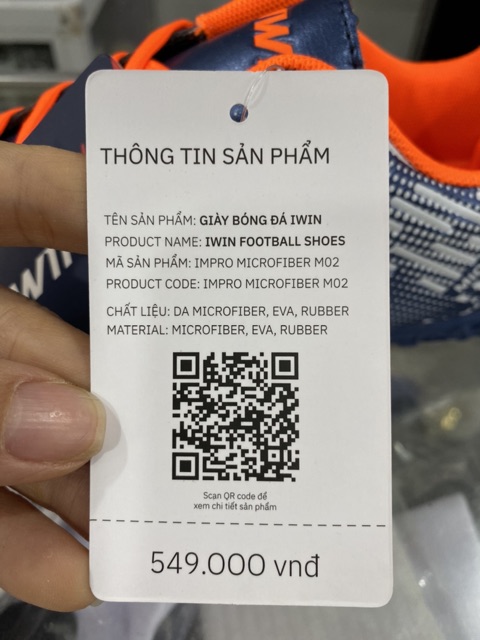 IWIN
THÔNG TIN SẢN PHẨM
TÊN SẢN PHẨM: GIÀY BÓNG ĐÁ IWIN
PRODUCT NAME: IWIN FOOTBALL SHOES
MÃ SẢN PHẨM: IMPRO MICROFIBER M02
PRODUCT CODE: IMPRO MICROFIBER M02
CHẤT LIỆU: DA MICROFIBER, EVA, RUBBER
MATERIAL: MICROFIBER, EVA, RUBBER
Scan QR code để
xem chi tiết sản phẩm
549.000 vnđ